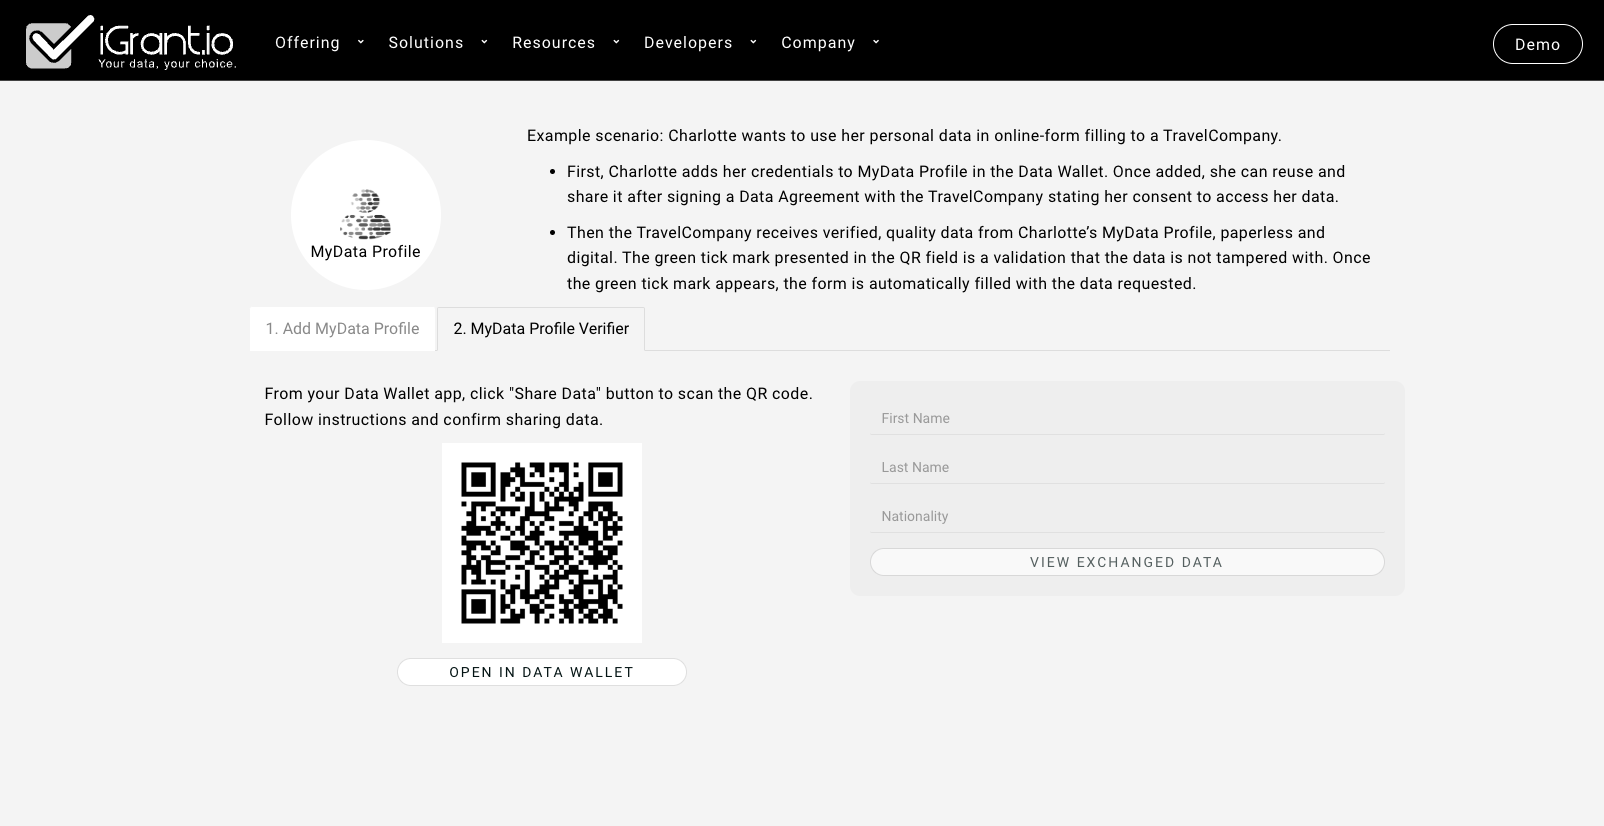 iGrant.io
Your data, your choice.
Offering
Solutions
Resources
Developers
Company
Demo
MyData Profile
Example scenario: Charlotte wants to use her personal data in online-form filling to a TravelCompany.
• First, Charlotte adds her credentials to MyData Profile in the Data Wallet. Once added, she can reuse and
share it after signing a Data Agreement with the TravelCompany stating her consent to access her data.
• Then the TravelCompany receives verified, quality data from Charlotte’s MyData Profile, paperless and
digital. The green tick mark presented in the QR field is a validation that the data is not tampered with. Once
the green tick mark appears, the form is automatically filled with the data requested.
1. Add MyData Profile
2. MyData Profile Verifier
From your Data Wallet app, click "Share Data" button to scan the QR code.
Follow instructions and confirm sharing data.
OPEN IN DATA WALLET
First Name
Last Name
Nationality
VIEW EXCHANGED DATA